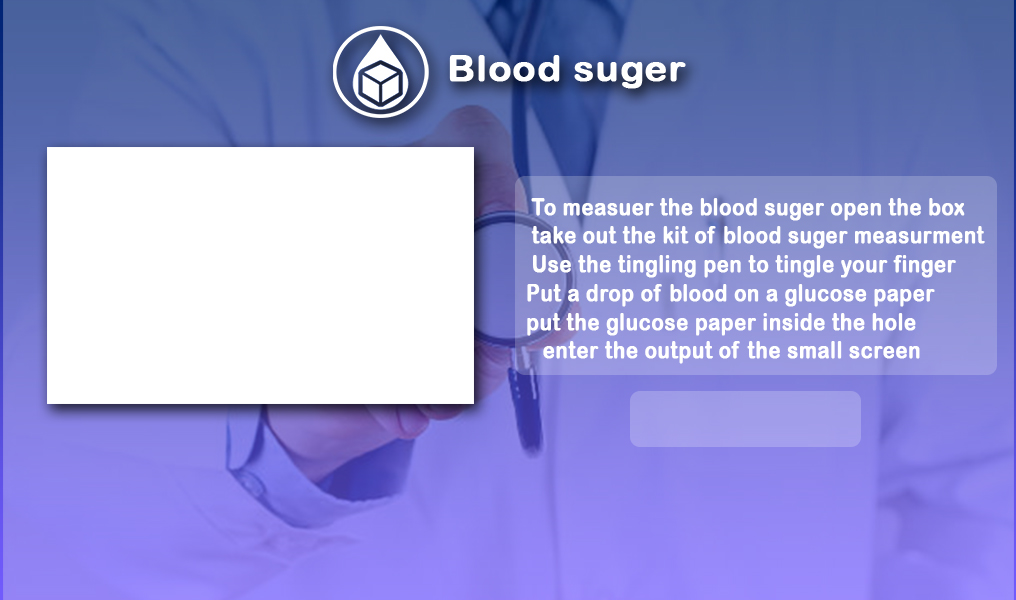 Blood suger
To measuer the blood suger open the box
take out the kit of blood suger measurment
Use the tingling pen to tingle your finger
Put a drop of blood on a glucose paper
put the glucose paper inside the hole
enter the output of the small screen